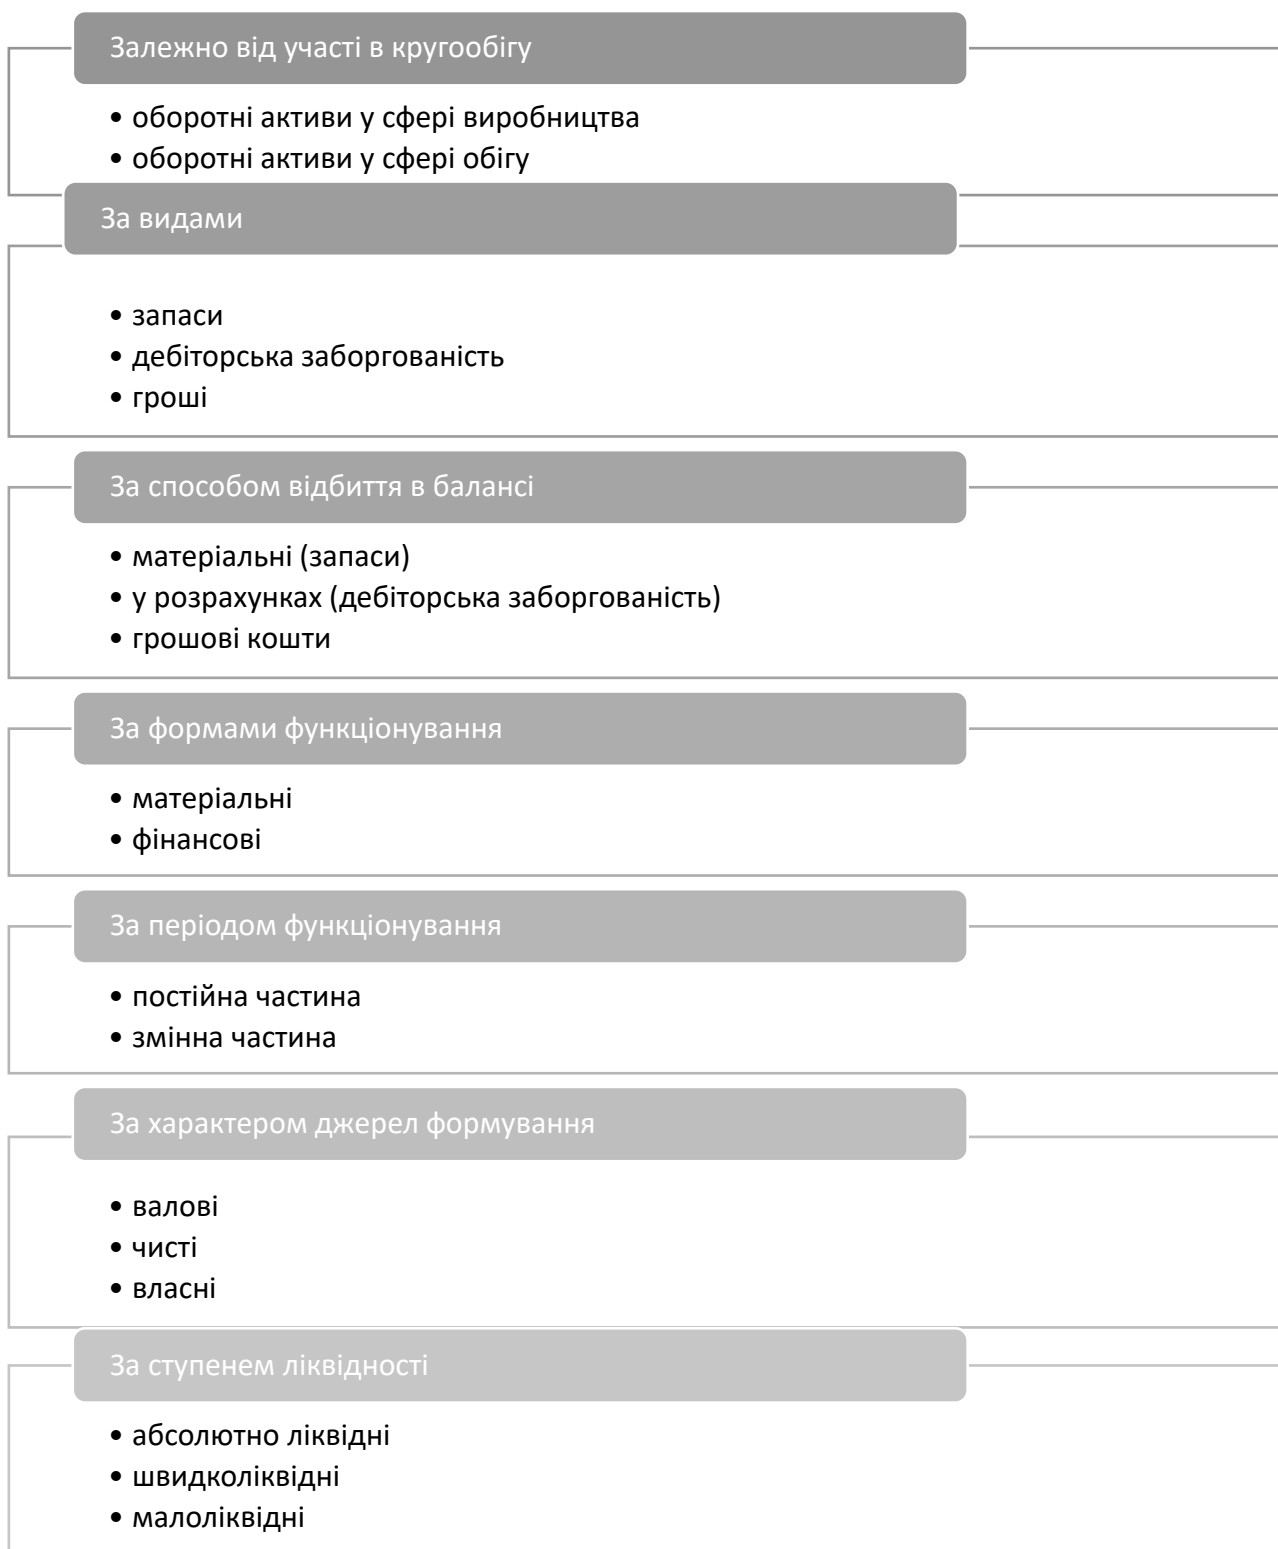 Залежно від участі в кругообігу
• оборотні активи у сфері виробництва
• оборотні активи у сфері обігу
За видами
• запаси
• дебіторська заборгованість
• гроші
За способом відбиття в балансі
• матеріальні (запаси)
• у розрахунках (дебіторська заборгованість)
• грошові кошти
За формами функціонування
• матеріальні
• фінансові
За періодом функціонування
• постійна частина
• змінна частина
За характером джерел формування
• валові
• чисті
• власні
За ступенем ліквідності
• абсолютно ліквідні
• швидколіквідні
• малоліквідні